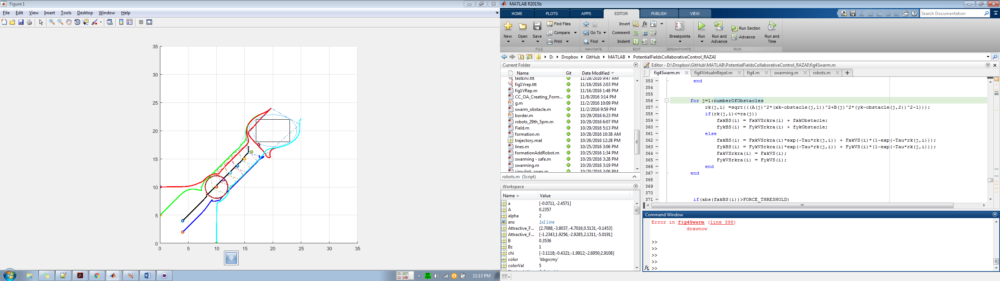 Figure 1
File Edit View Insert Tools Desktop Window Help
35
30
25
20
15
10
5
0
0 5 10 15 20 25 30 35
D: 107
U: 148
85
cpu
11:13 PM
MATLAB R2015b
HOME PLOTS APPS EDITOR PUBLISH VIEW
Search Documentation
New Open Save
Find Files
Compare
Print
FILE
Go To
Find
NAVIGATE
Insert
Comment
Indent
EDIT
Breakpoints
BREAKPOINTS
Run
Run and Advance
Run Section
Advance
Run and Time
RUN
D: Dropbox GitHub MATLAB PotentialFieldsCollaborativeControl_RAZAI
Current Folder
Name Git Date Modified
testEnv.ttt 11/28/2016 9:47 AM
fig1Vrep.ttt 11/16/2016 2:03 PM
fig1VRep.m 11/16/2016 1:48 PM
CC_OA_Creating_Form... 11/8/2016 3:14 PM
g.m 11/2/2016 10:09 PM
swarm_obstacle.m 11/2/2016 9:59 PM
border.m 10/29/2016 6:23 PM
robots_29th_5pm.m 10/29/2016 6:07 PM
Field.m 10/29/2016 5:13 PM
formation.m 10/28/2016 10:38 AM
trajectory.mat 10/26/2016 12:28 PM
lines.m 10/25/2016 3:06 PM
formationAddRobot.m 10/25/2016 1:34 PM
swarming - safe.m 10/20/2016 3:28 PM
swarming.m 10/20/2016 3:19 PM
simulink_open.m 10/20/2016 3:06 PM
robots.m (Script)
Workspace
Name Value
a [-0.0711,-2.4571]
A 0.2357
alpha 2
ans 1x1 Line
Attractive_F... [2.7088,-3.8037,-4.7016,0.5131,-0.1453]
Attractive_F... [-1.2343,1.9256,-2.9285,2.1311,-5.0191]
B 0.3536
Bz 1
chi [-3.1118;-0.4321;-1.9912;-2.6950;2.9108]
color 'kbgrcmy'
colorVal 5
Editor - D:\Dropbox\GitHub\MATLAB\PotentialFieldsCollaborativeControl_RAZAI\fig4Swarm.m
fig4Swarm.m fig4VirtualnRepel.m fig4.m swarming.m robots.m +
353 end
354
355
356 for j=1:numberOfObstacles
357 rk(j,i) =sqrt(((A(j)^2*(xk-obstacle(j,1))^2+B(j)^2*(yk-obstacle(j,2))^2-1)));
358 if(rk(j,i)<=ra(j))
359 fxkBS(i) = FxkVSrkra(i) + fxkObstacle;
360 fykBS(i) = FykVSrkra(i) + fykObstacle;
361 else
362 fxkBS(i) = FxkVSrkra(i)*exp(-Tau*rk(j,i)) + FxkVS(i)*(1-exp(-Tau*rk(j,i)));
363 fykBS(i) = FykVSrkra(i)*exp(-Tau*rk(j,i)) + FykVS(i)*(1-exp(-Tau*rk(j,i)));
364 FxkVSrkra(i) = FxkVS(i);
365 FykVSrkra(i) = FykVS(i);
366 end
367 end
368
369
370
371 if(abs(fxkBS(i))>FORCE_THRESHOLD)
Command Window
Error in fig4Swarm (line 398)
drawnow
>>
>>
>>
>>
fx >>